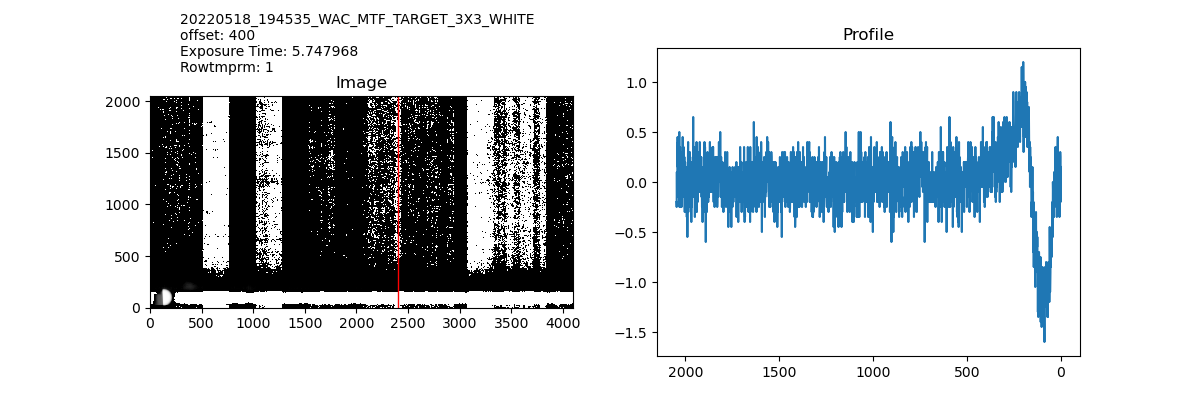 20220518_194535_WAC_MTF_TARGET_3X3_WHITE
offset: 400
Exposure Time: 5.747968
Rowtmprm: 1
Image
2000
1500
1000
500
0
0 500 1000 1500 2000 2500 3000 3500 4000
Profile
1.0
0.5
0.0
−0.5
−1.0
−1.5
2000 1500 1000 500 0